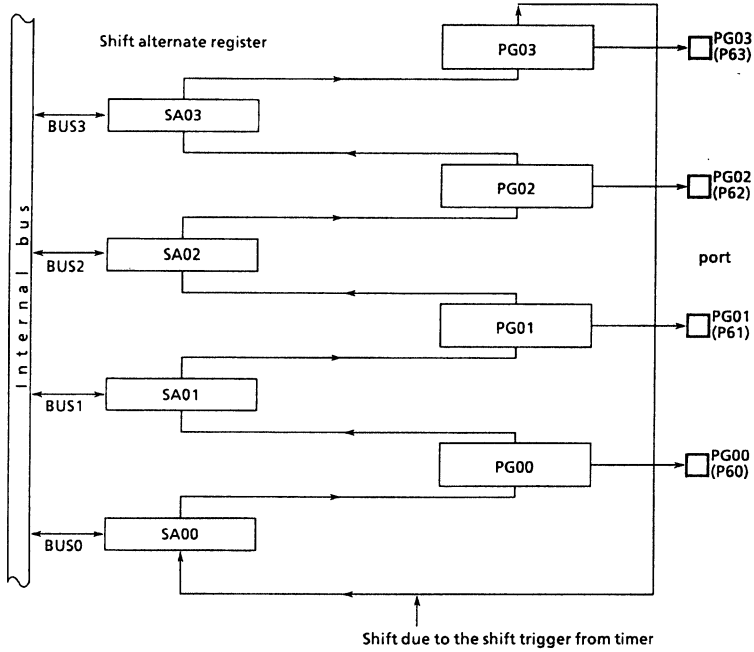 Shift alternate register
PG03
PG03
(P63)
SA03
BUS3
PG02
PG02
(P62)
Internal bus
SA02
BUS2
port
PG01
PG01
(P61)
SA01
BUS1
PG00
PG00
(P60)
SA00
BUS0
Shift due to the shift trigger from timer